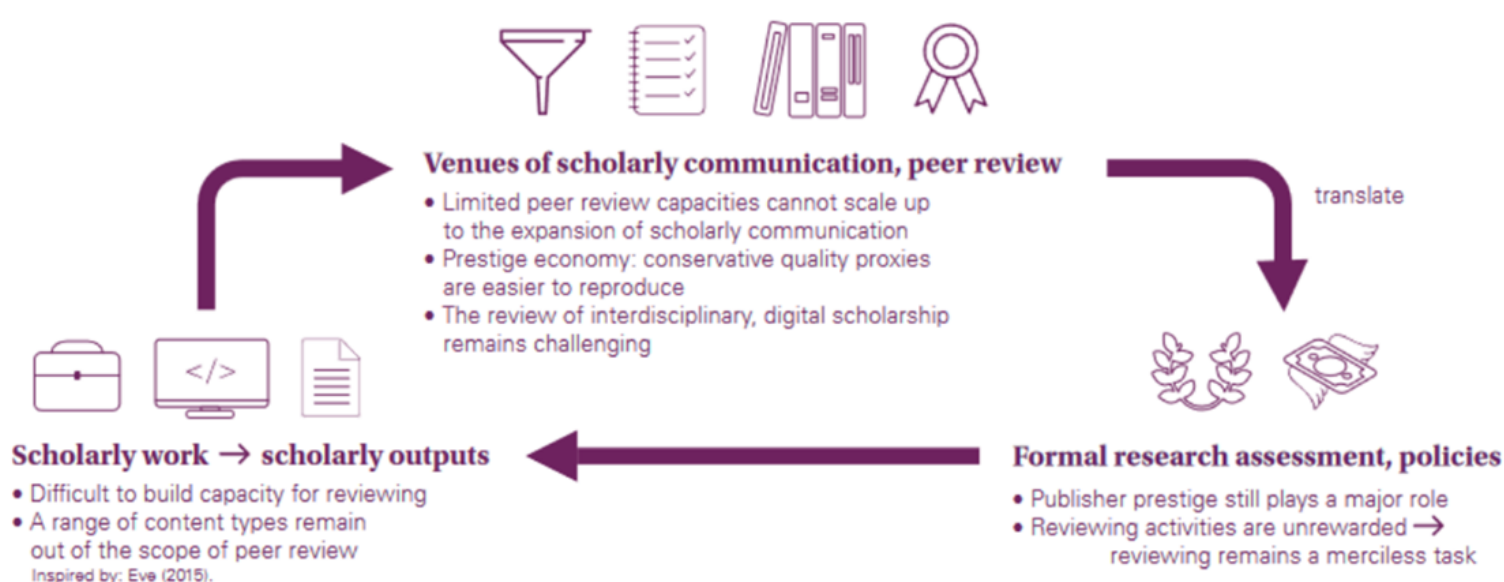 </>
Venues of scholarly communication, peer review
• Limited peer review capacities cannot scale up
to the expansion of scholarly communication
• Prestige economy: conservative quality proxies
are easier to reproduce
• The review of interdisciplinary, digital scholarship
remains challenging
translate
Formal research assessment, policies
• Publisher prestige still plays a major role
• Reviewing activities are unrewarded →
reviewing remains a merciless task
Scholarly work → scholarly outputs
• Difficult to build capacity for reviewing
• A range of content types remain
out of the scope of peer review
Inspired by: Eve (2015).